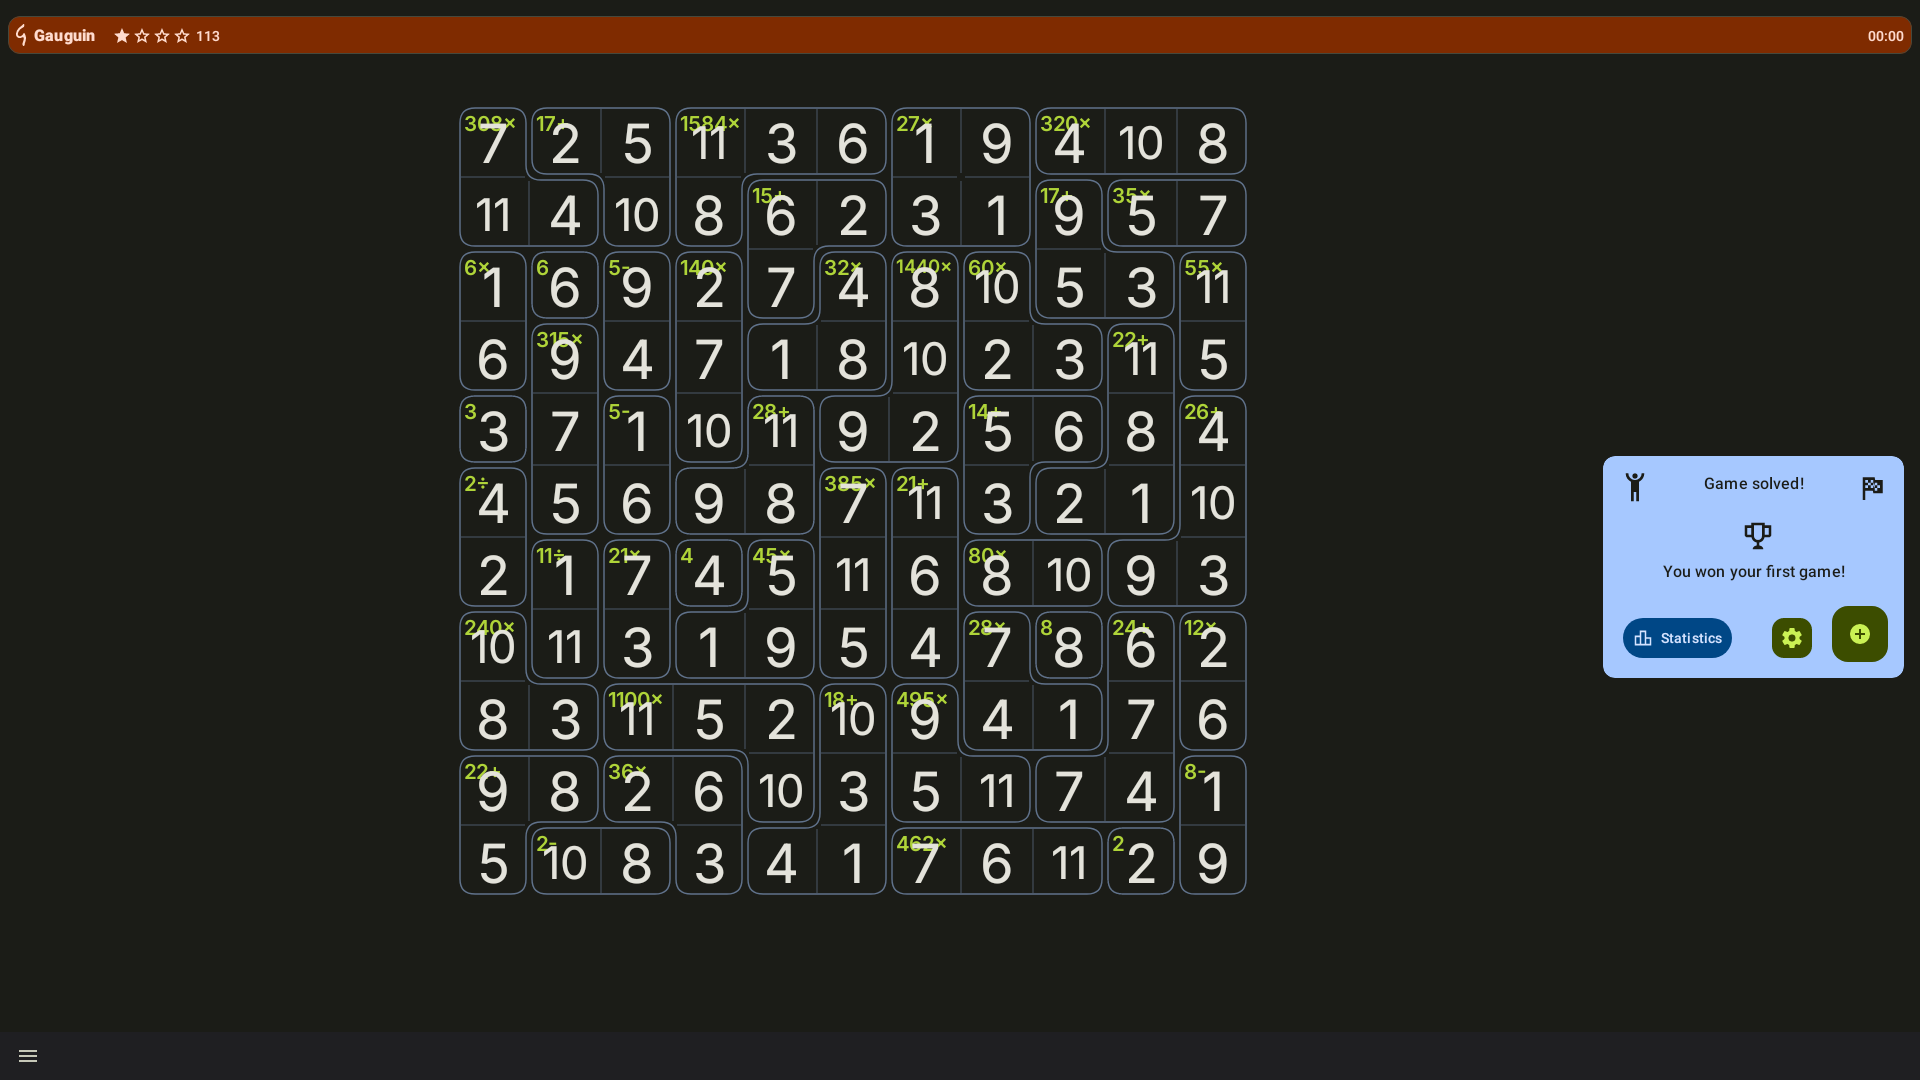 Gauguin 113 00:00
308× 17+ 1584× 27× 320×
7 2 5 11 3 6 1 9 4 10 8
15+ 17+ 35×
11 4 10 8 6 2 3 1 9 5 7
6× 6 5- 140× 32× 1440× 60× 55×
1 6 9 2 7 4 8 10 5 3 11
315× 22+
6 9 4 7 1 8 10 2 3 11 5
3 5- 28+ 14+ 26+
3 7 1 10 11 9 2 5 6 8 4
2÷ 385× 21+
4 5 6 9 8 7 11 3 2 1 10
Game solved!
11÷ 21× 4 45× 80×
2 1 7 4 5 11 6 8 10 9 3
You won your first game!
240× 28× 8 24+ 12×
10 11 3 1 9 5 4 7 8 6 2
Statistics
1100× 18+ 495×
8 3 11 5 2 10 9 4 1 7 6
22+ 36× 8-
9 8 2 6 10 3 5 11 7 4 1
2- 462× 2
5 10 8 3 4 1 7 6 11 2 9